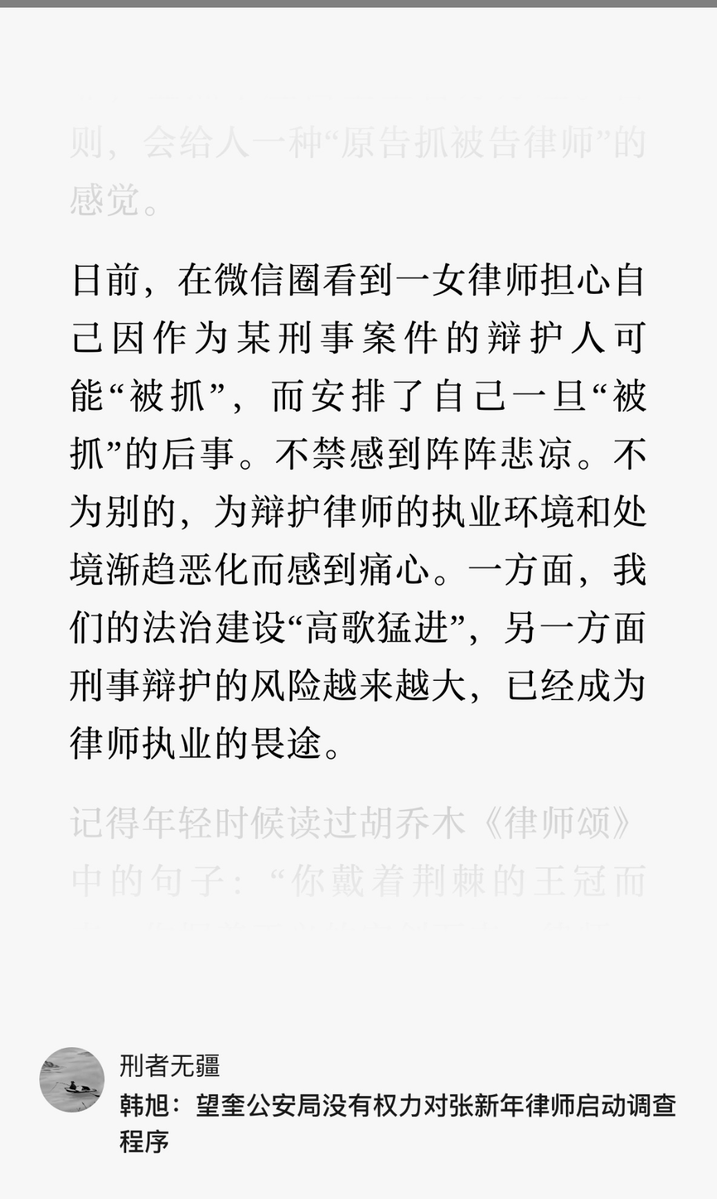 则，会给人一种“原告抓被告律师”的
感觉。
日前，在微信圈看到一女律师担心自
己因作为某刑事案件的辩护人可
能“被抓”，而安排了自己一旦“被
抓”的后事。不禁感到阵阵悲凉。不
为别的，为辩护律师的执业环境和处
境渐趋恶化而感到痛心。一方面，我
们的法治建设“高歌猛进”，另一方面
刑事辩护的风险越来越大，已经成为
律师执业的畏途。
记得年轻时候读过胡乔木《律师颂》
中的句子：“你戴着荆棘的王冠而
刑者无疆
韩旭：望奎公安局没有权力对张新年律师启动调查
程序